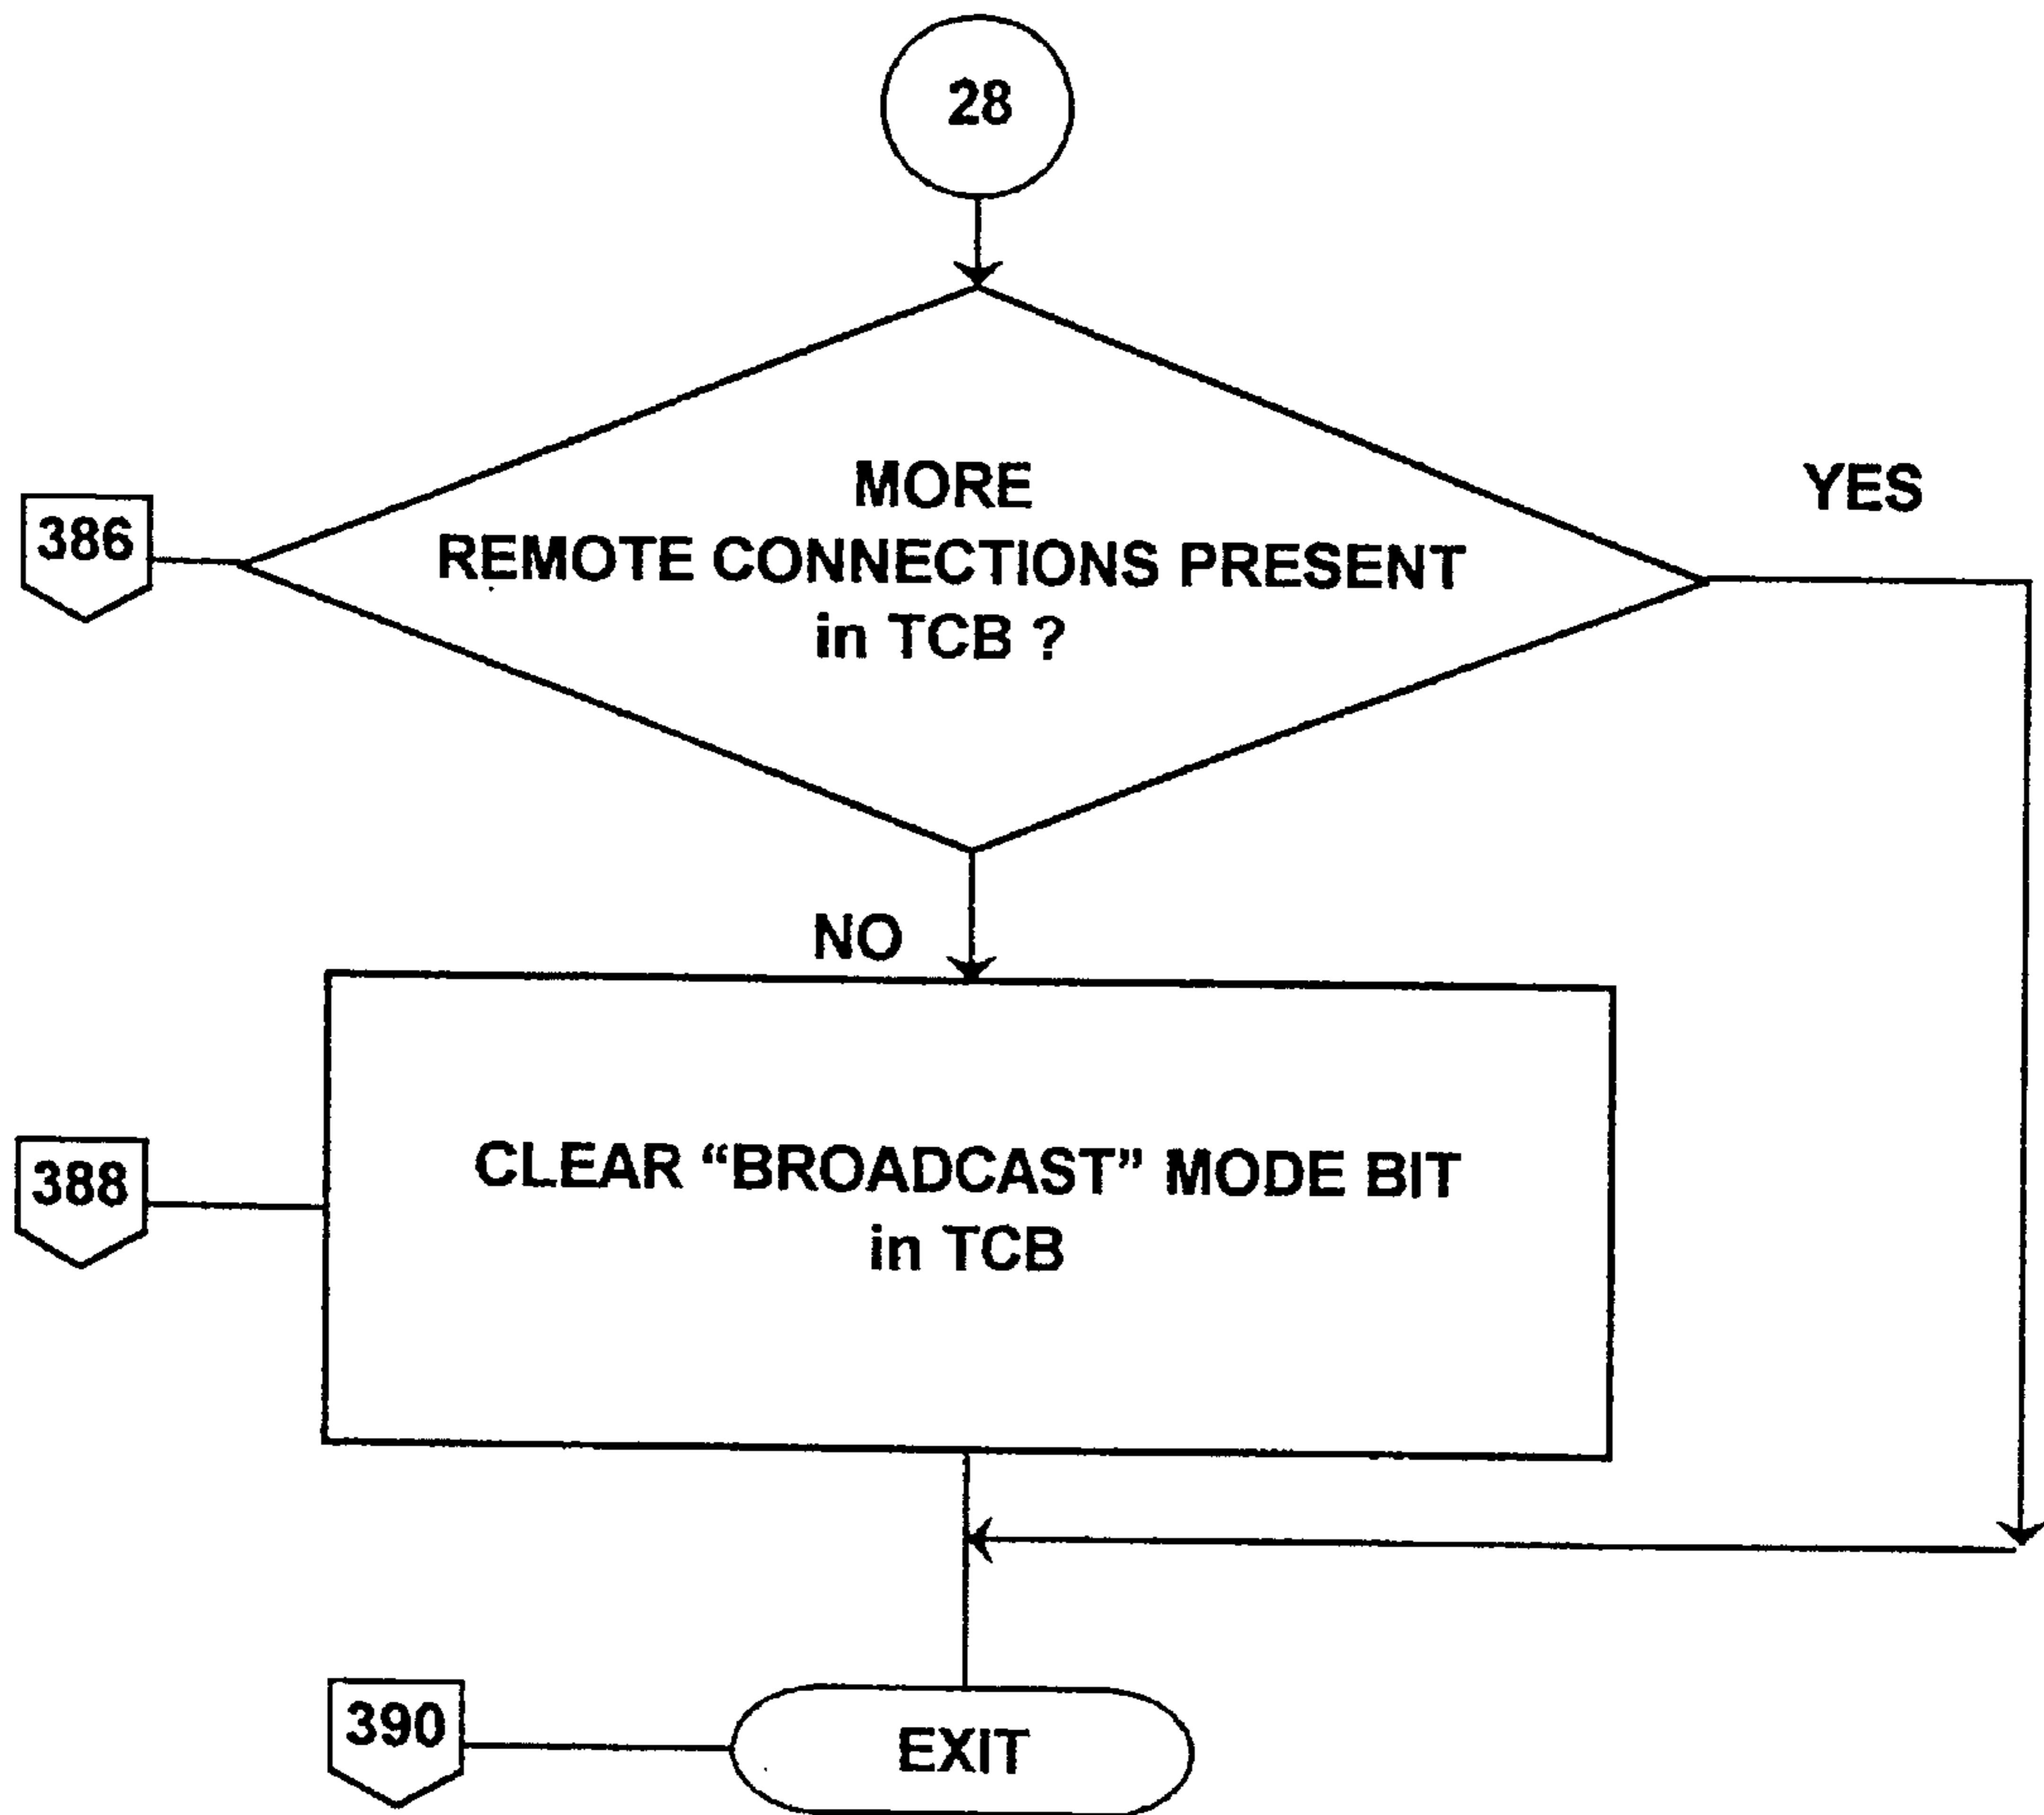 28
MORE
REMOTE CONNECTIONS PRESENT
in TCB ?
YES
386
NO
CLEAR “BROADCAST” MODE BIT
in TCB
388
390
EXIT